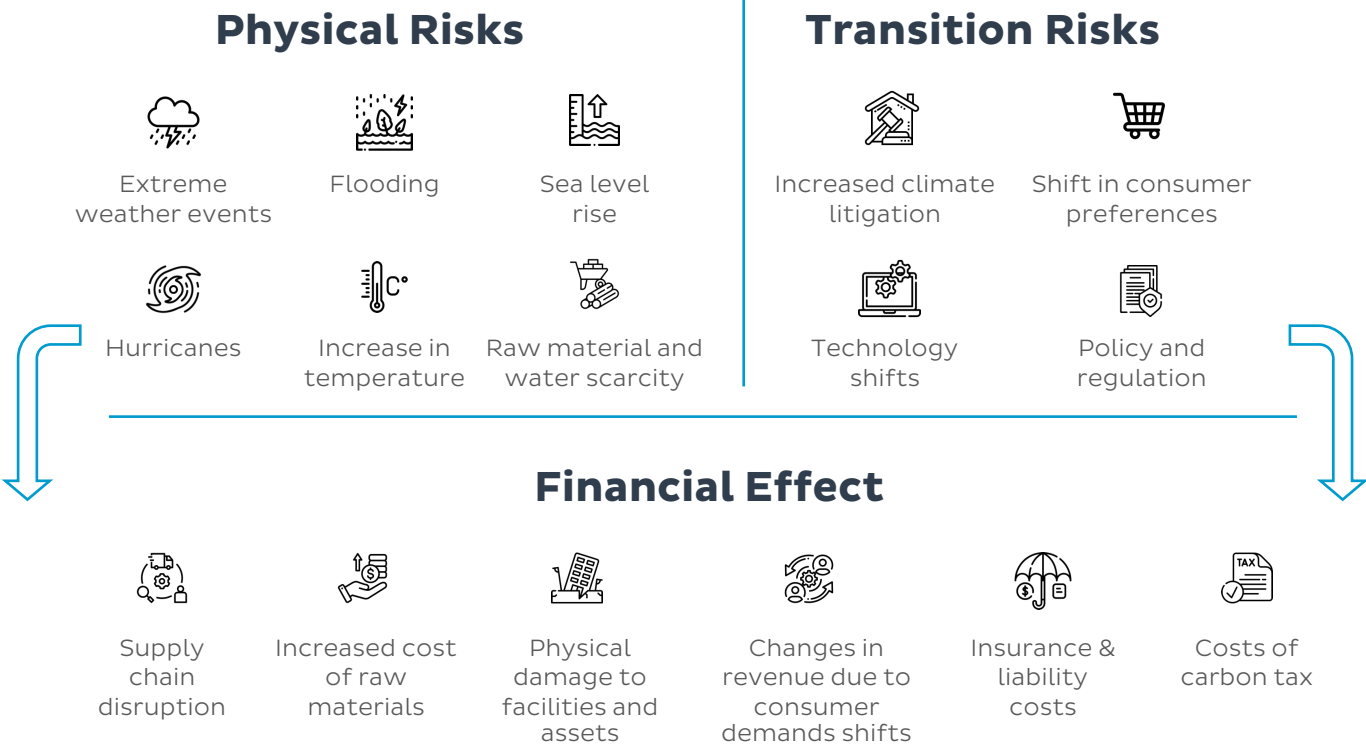 Physical Risks
Transition Risks
Extreme
weather events
Flooding
Sea level
rise
Increased climate
litigation
Shift in consumer
preferences
C°
Hurricanes
Increase in
temperature
Raw material and
water scarcity
Technology
shifts
Policy and
regulation
Financial Effect
$
$
TAX
Supply
chain
disruption
Increased cost
of raw
materials
Physical
damage to
facilities and
assets
Changes in
revenue due to
consumer
demands shifts
Insurance &
liability
costs
Costs of
carbon tax